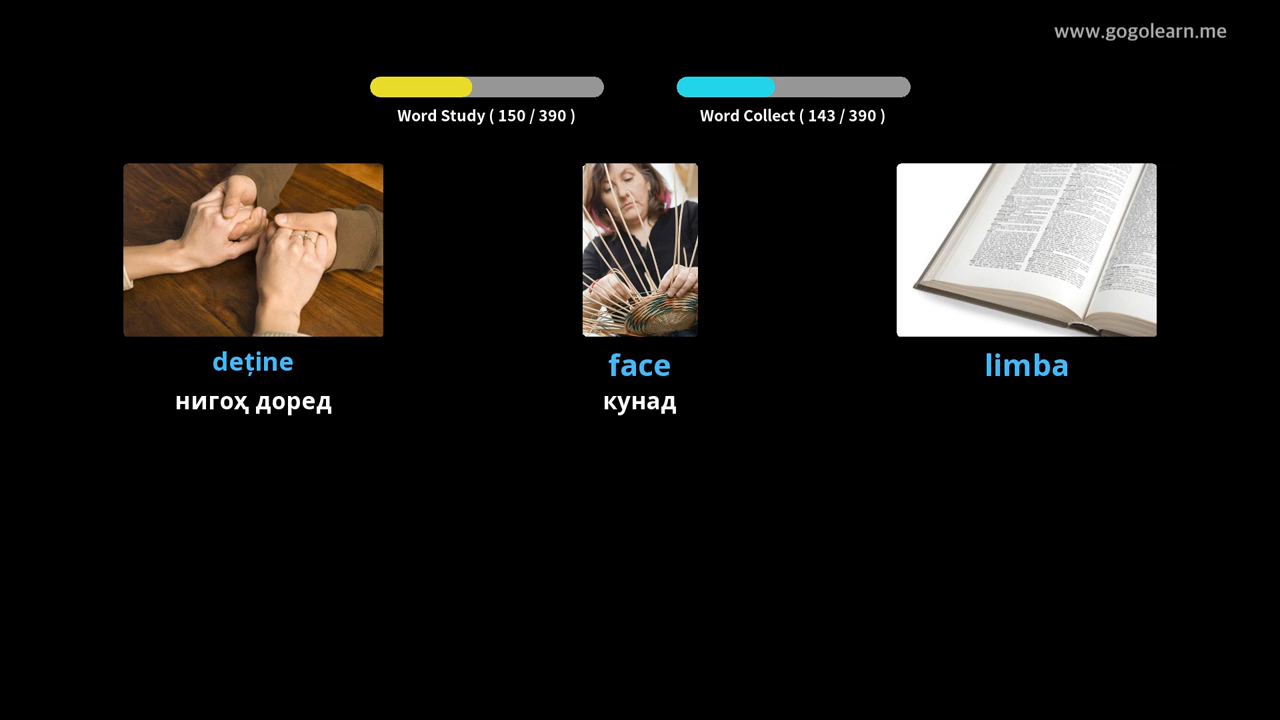 www.gogolearn.me
Word Study ( 150 / 390 )
Word Collect ( 143 / 390 )
deține
face
limba
нигоҳ доред
кунад